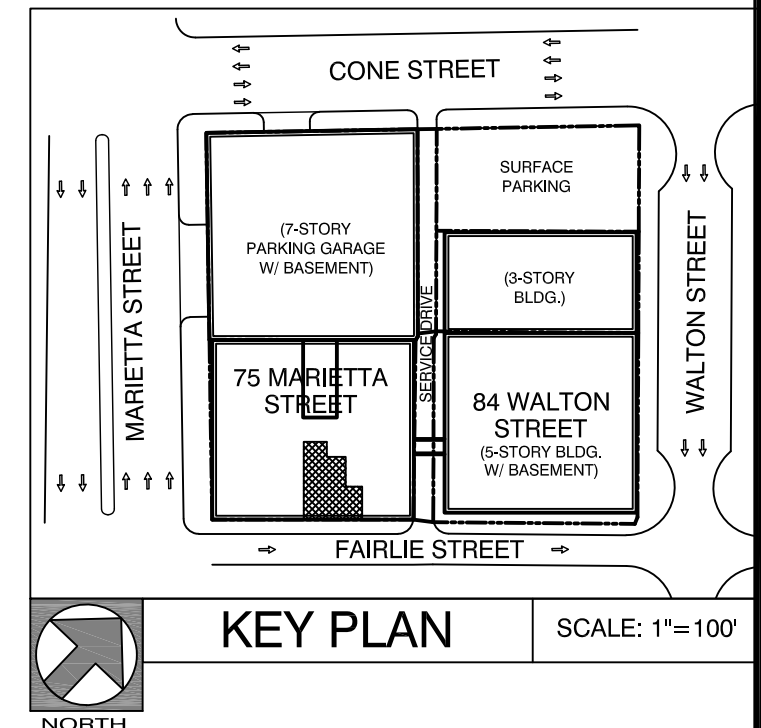 CONE STREET
SURFACE
PARKING
(7-STORY
PARKING GARAGE
W/ BASEMENT)
(3-STORY
BLDG.)
MARIETTA STREET
SERVICE DRIVE
WALTON STREET
75 MARIETTA
STREET
84 WALTON
STREET
(5-STORY BLDG.
W/ BASEMENT)
FAIRLIE STREET
KEY PLAN
SCALE: 1"=100'
NORTH